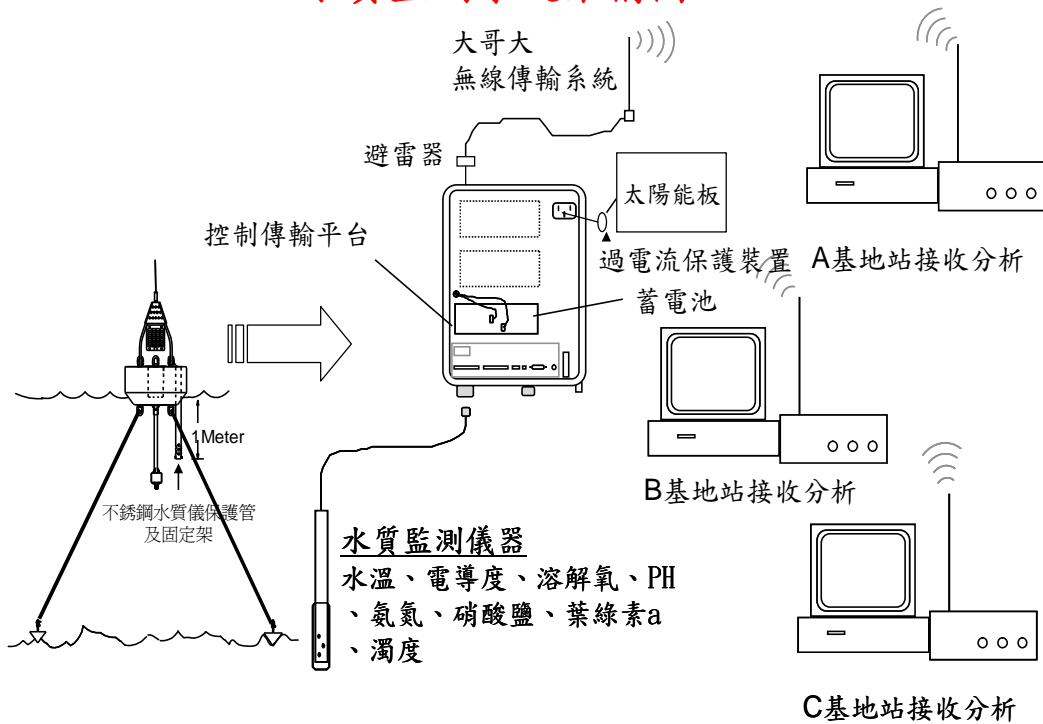 大哥大
無線傳輸系統
避雷器
太陽能板
控制傳輸平台
過電流保護裝置
A基地站接收分析
蓄電池
1Meter
B基地站接收分析
不銹鋼水質儀保護管
及固定架
水質監測儀器
水溫、電導度、溶解氧、PH
、氨氮、硝酸鹽、葉綠素a
、濁度
C基地站接收分析